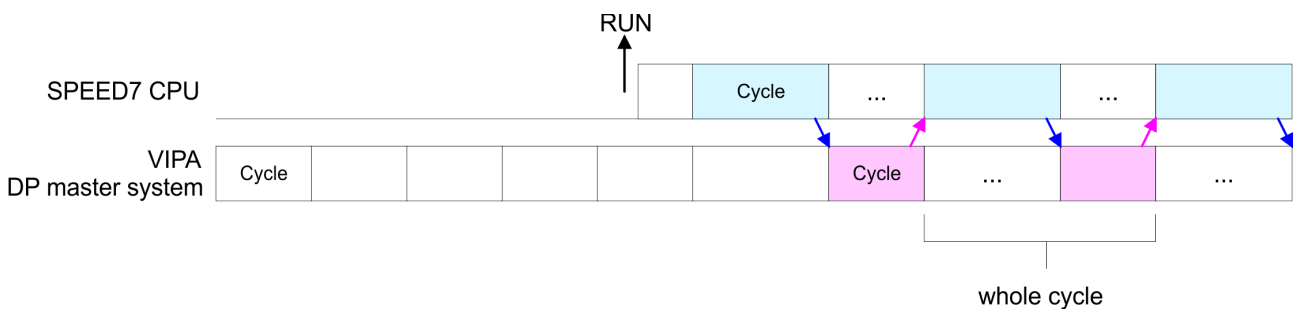 RUN
SPEED7 CPU
Cycle
...
...
VIPA
DP master system
Cycle
Cycle
...
...
whole cycle